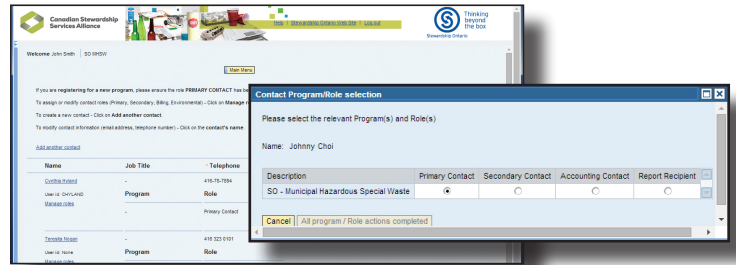 Canadian Stewardship
Services Alliance
Help | Stewardship Ontario Web Site | Log out
Thinking
beyond
the box
Stewardship Ontario
Welcome John Smith SO MHSW
Main Menu
If you are registering for a new program, please ensure the role PRIMARY CONTACT has be
To assign or modify contact roles (Primary, Secondary, Billing, Environmental) - Click on Manage r
To create a new contact - Click on Add another contact.
To modify contact information (email address, telephone number) - Click on the contact's name.
Add another contact
Name Job Title Telephone
Cynthia Hyland - 416-78-7894
User Id: CHYLAND Program Role
Manage roles
- Primary Contact
Nogan - 416 323 0101
User Id: None Program Role
Manage roles
Contact Program/Role selection
Please select the relevant Program(s) and Role(s)
Name: Johnny Choi
Description Primary Contact Secondary Contact Accounting Contact Report Recipient
SO - Municipal Hazardous Special Waste
Cancel All program / Role actions completed